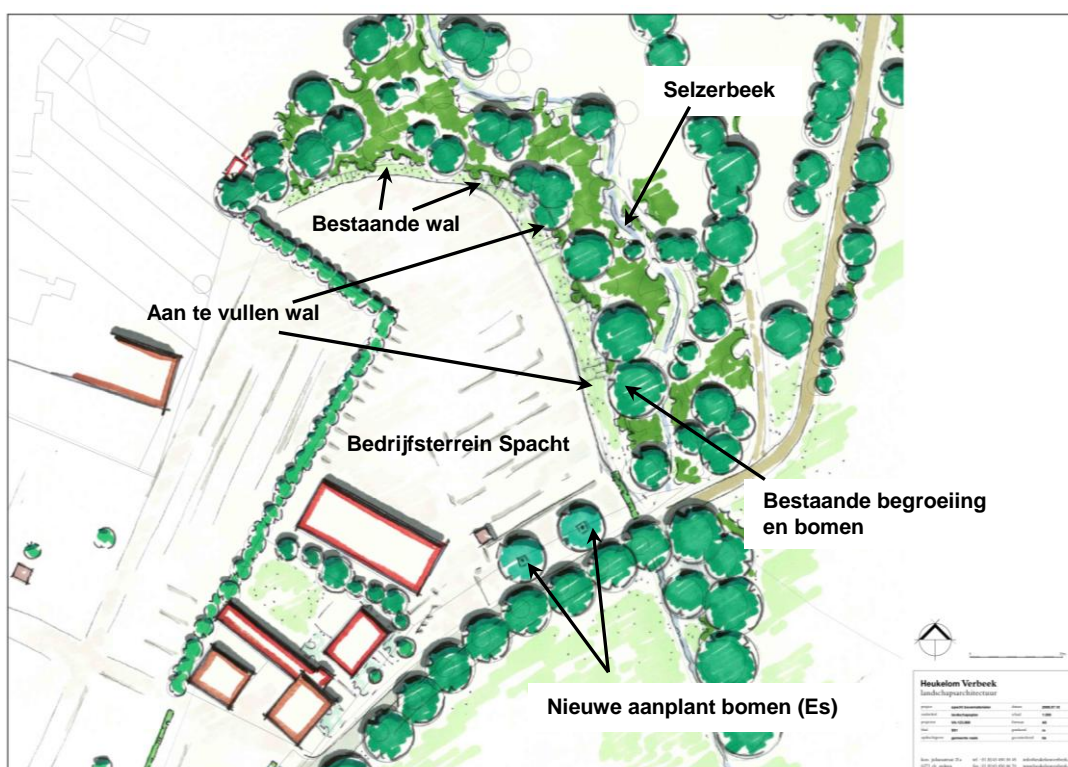 Selzerbeek
Bestaande wal
Aan te vullen wal
Bedrijfsterrein Spacht
Bestaande begroeiing
en bomen
Nieuwe aanplant bomen (Es)
Heukelom Verbeek
landschapsarchitectuur